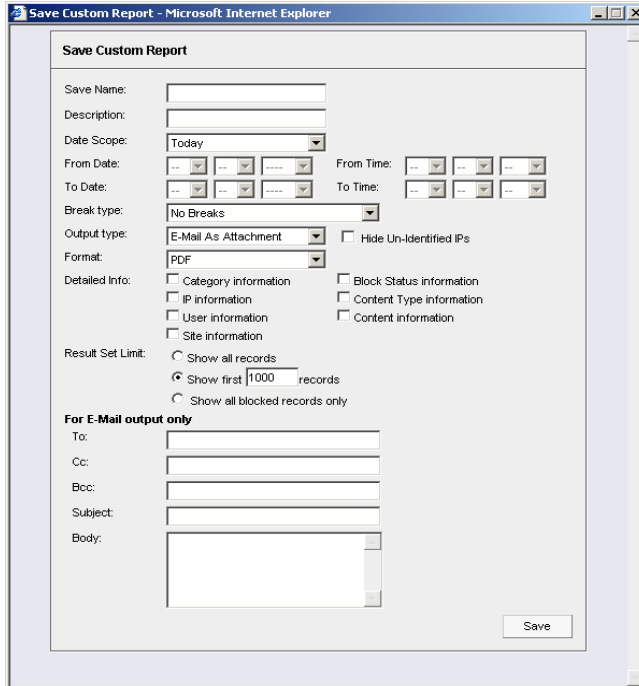 Save Custom Report - Microsoft Internet Explorer
Save Custom Report
Save Name:
Description:
Date Scope: Today
From Date: -- -- ---- From Time: -- -- --
To Date: -- -- ---- To Time: -- -- --
Break type: No Breaks
Output type: E-Mail As Attachment Hide Un-Identified IPs
Format: PDF
Detailed Info: Category information Block Status information
IP information Content Type information
User information Content information
Site information
Result Set Limit: Show all records
Show first 1000 records
Show all blocked records only
For E-Mail output only
To:
Cc:
Bcc:
Subject:
Body:
Save